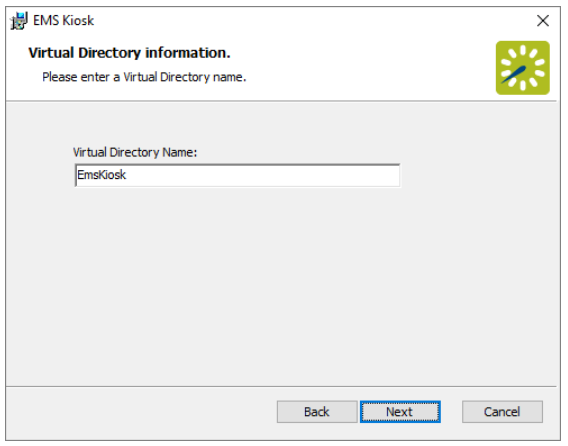 EMS Kiosk
Virtual Directory information.
Please enter a Virtual Directory name.
Virtual Directory Name:
EmsKiosk
Back Next Cancel